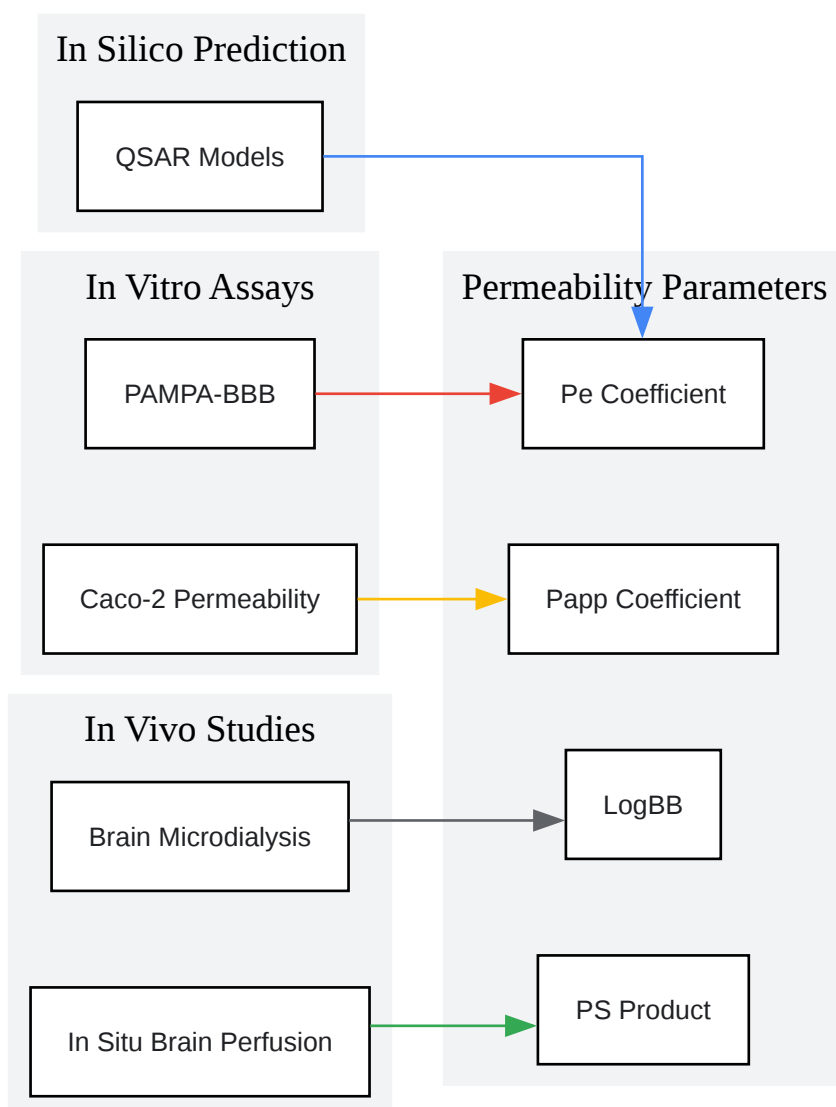 In Silico Prediction
QSAR Models
In Vitro Assays
PAMPA-BBB
Caco-2 Permeability
In Vivo Studies
Brain Microdialysis
In Situ Brain Perfusion
Permeability Parameters
Pe Coefficient
Papp Coefficient
LogBB
PS Product